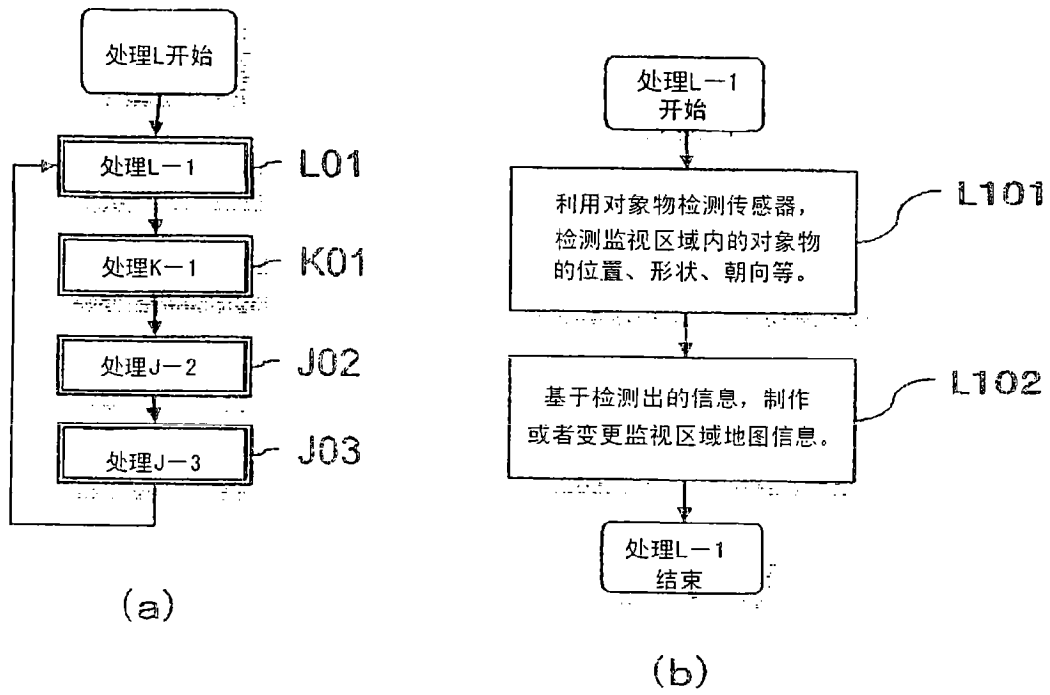 处理L开始
处理L－1
L01
处理K－1
K01
处理J－2
J02
处理J－3
J03
(a)
处理L－1
开始
利用对象物检测传感器，
检测监视区域内的对象物
的位置、形状、朝向等。
L101
基于检测出的信息，制作
或者变更监视区域地图信息。
L102
处理L－1
结束
(b)